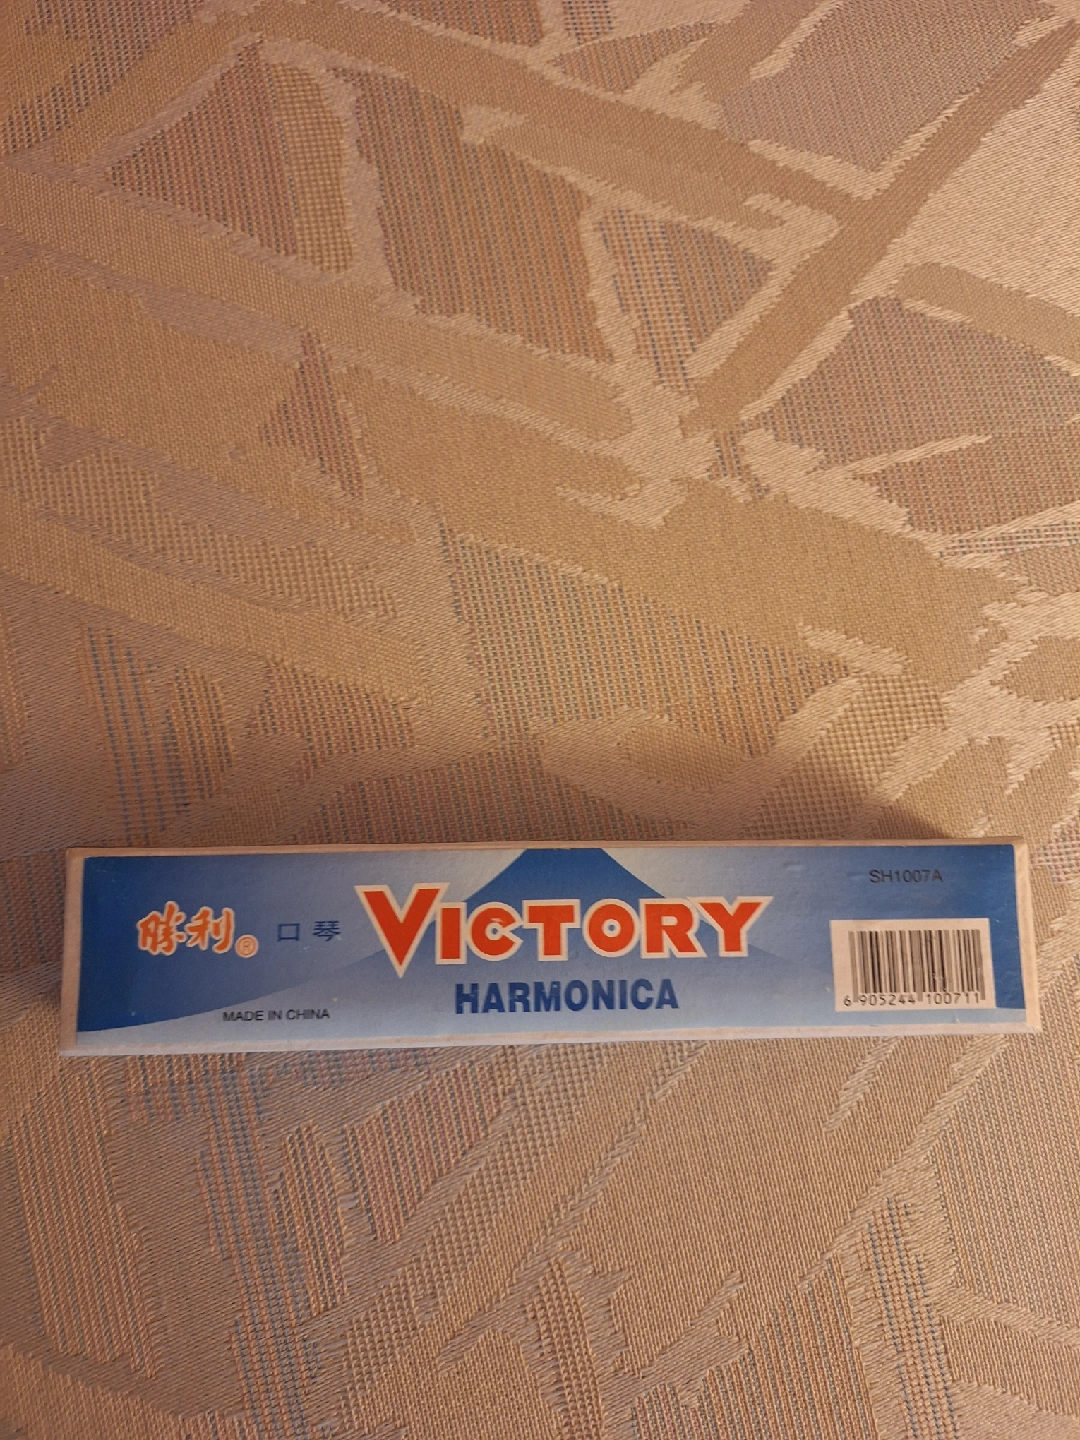 SH1007A
胜利® 口琴 VICTORY
HARMONICA
MADE IN CHINA
6 905244 100711